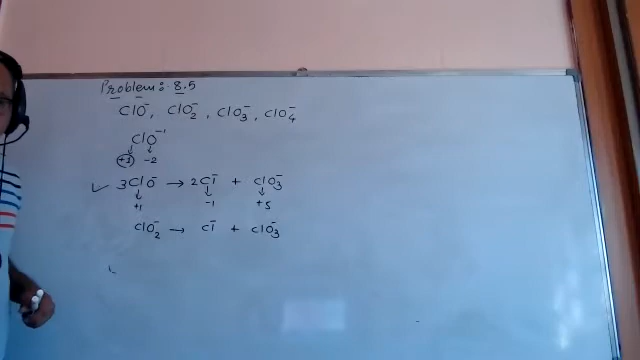 Problem: 8.5
ClO⁻, ClO₂⁻, ClO₃⁻, ClO₄⁻
ClO⁻¹
+1 -2
✓ 3ClO⁻ → 2Cl⁻ + ClO₃⁻
+1 -1 +5
ClO₂⁻ → Cl⁻ + ClO₃⁻